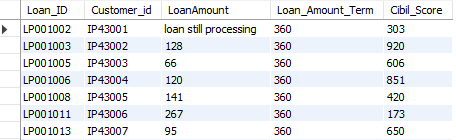 Loan_ID Customer_id LoanAmount Loan_Amount_Term Cibil_Score
LP001002 IP43001 loan still processing 360 303
LP001003 IP43002 128 360 920
LP001005 IP43003 66 360 606
LP001006 IP43004 120 360 851
LP001008 IP43005 141 360 420
LP001011 IP43006 267 360 173
LP001013 IP43007 95 360 650